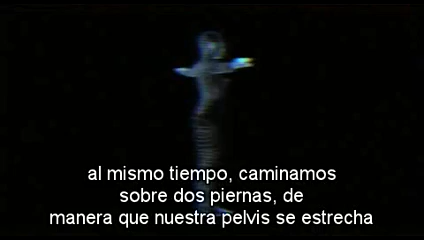 al mismo tiempo, caminamos
sobre dos piernas, de
manera que nuestra pelvis se estrecha